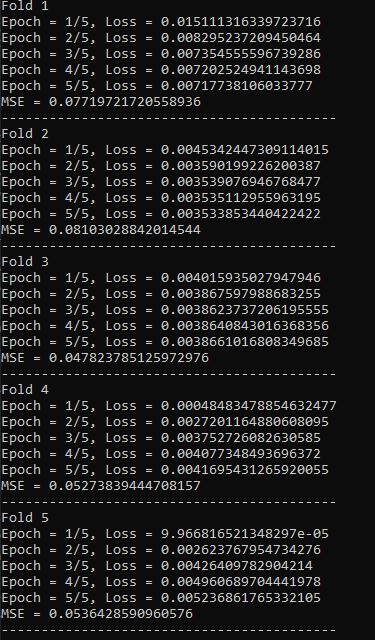 Fold 1
Epoch = 1/5, Loss = 0.015111316339723716
Epoch = 2/5, Loss = 0.008295237209450464
Epoch = 3/5, Loss = 0.007354555596739286
Epoch = 4/5, Loss = 0.007202524941143698
Epoch = 5/5, Loss = 0.00717738106033777
MSE = 0.07719721720558936
------------------------------------------
Fold 2
Epoch = 1/5, Loss = 0.0045342447309114015
Epoch = 2/5, Loss = 0.003590199226200387
Epoch = 3/5, Loss = 0.003539076946768477
Epoch = 4/5, Loss = 0.003535112955963195
Epoch = 5/5, Loss = 0.003533853440422422
MSE = 0.08103028842014544
------------------------------------------
Fold 3
Epoch = 1/5, Loss = 0.004015935027947946
Epoch = 2/5, Loss = 0.003867597988683255
Epoch = 3/5, Loss = 0.0038623737206195555
Epoch = 4/5, Loss = 0.0038640843016368356
Epoch = 5/5, Loss = 0.0038661016808349685
MSE = 0.047823785125972976
------------------------------------------
Fold 4
Epoch = 1/5, Loss = 0.00048483478854632477
Epoch = 2/5, Loss = 0.0027201164880608095
Epoch = 3/5, Loss = 0.003752726082630585
Epoch = 4/5, Loss = 0.004077348493696372
Epoch = 5/5, Loss = 0.0041695431265920055
MSE = 0.05273839444708157
------------------------------------------
Fold 5
Epoch = 1/5, Loss = 9.966816521348297e-05
Epoch = 2/5, Loss = 0.002623767954734276
Epoch = 3/5, Loss = 0.00426409782904214
Epoch = 4/5, Loss = 0.004960689704441978
Epoch = 5/5, Loss = 0.005236861765332105
MSE = 0.0536428590960576
------------------------------------------